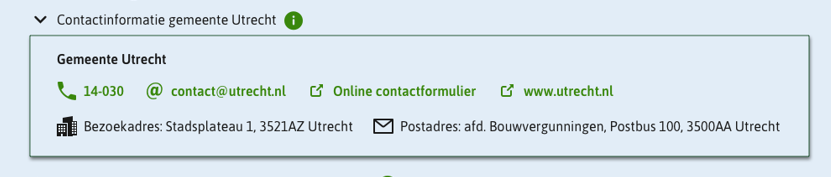 Contactinformatie gemeente Utrecht i
Gemeente Utrecht
14-030 @ contact@utrecht.nl Online contactformulier www.utrecht.nl
Bezoekadres: Stadsplateau 1, 3521AZ Utrecht Postadres: afd. Bouwvergunningen, Postbus 100, 3500AA Utrecht